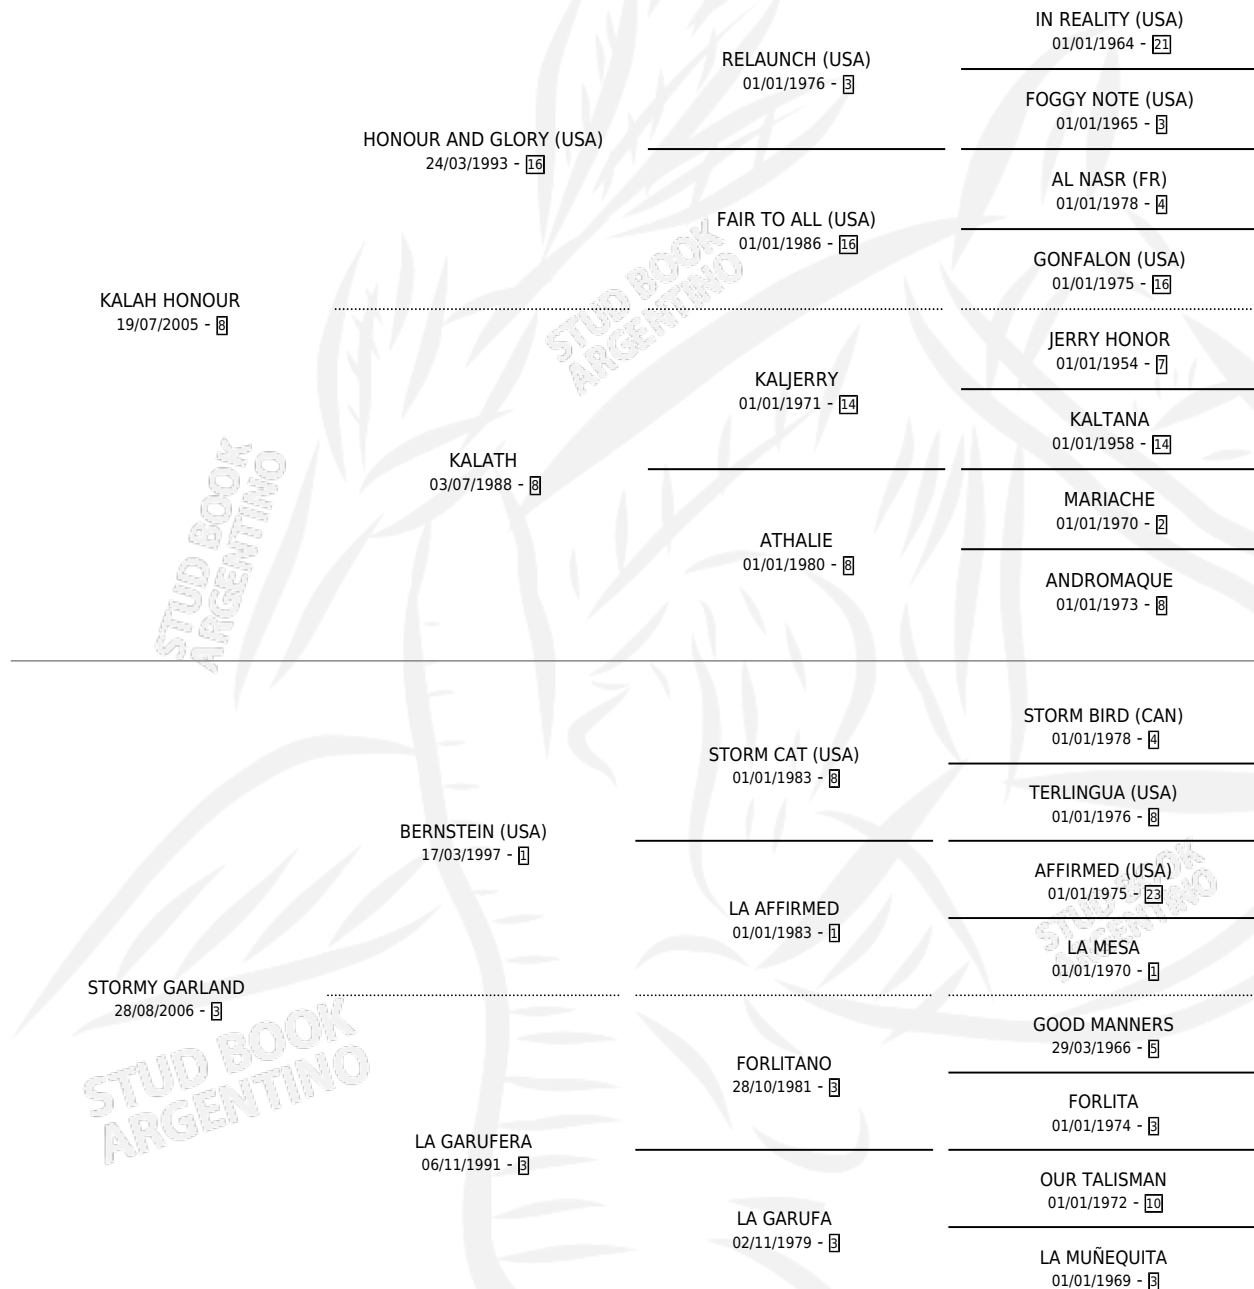 IN REALITY (USA)
01/01/1964 - 21
RELAUNCH (USA)
01/01/1976 - 3
FOGGY NOTE (USA)
01/01/1965 - 3
HONOUR AND GLORY (USA)
24/03/1993 - 16
AL NASR (FR)
01/01/1978 - 4
FAIR TO ALL (USA)
01/01/1986 - 16
GONFALON (USA)
01/01/1975 - 16
KALAH HONOUR
19/07/2005 - 8
JERRY HONOR
01/01/1954 - 7
KALJERRY
01/01/1971 - 14
KALTANA
01/01/1958 - 14
KALATH
03/07/1988 - 8
MARIACHE
01/01/1970 - 2
ATHALIE
01/01/1980 - 8
ANDROMAQUE
01/01/1973 - 8
STORM BIRD (CAN)
01/01/1978 - 4
STORM CAT (USA)
01/01/1983 - 8
TERLINGUA (USA)
01/01/1976 - 8
BERNSTEIN (USA)
17/03/1997 - 1
AFFIRMED (USA)
01/01/1975 - 23
LA AFFIRMED
01/01/1983 - 1
LA MESA
01/01/1970 - 1
STORMY GARLAND
28/08/2006 - 3
GOOD MANNERS
29/03/1966 - 5
FORLITANO
28/10/1981 - 3
FORLITA
01/01/1974 - 3
LA GARUFERA
06/11/1991 - 3
OUR TALISMAN
01/01/1972 - 10
LA GARUFA
02/11/1979 - 3
LA MUÑEQUITA
01/01/1969 - 3
STUD BOOK
ARGENTINO
STUD BOOK
ARGENTINO
STUD BOOK
ARGENTINO
STUD BOOK
ARGENTINO